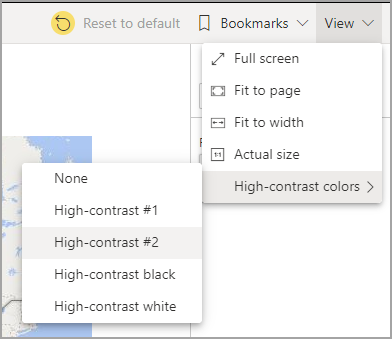 Reset to default
Bookmarks
View
Full screen
Fit to page
Fit to width
Actual size
High-contrast colors
None
High-contrast #1
High-contrast #2
High-contrast black
High-contrast white